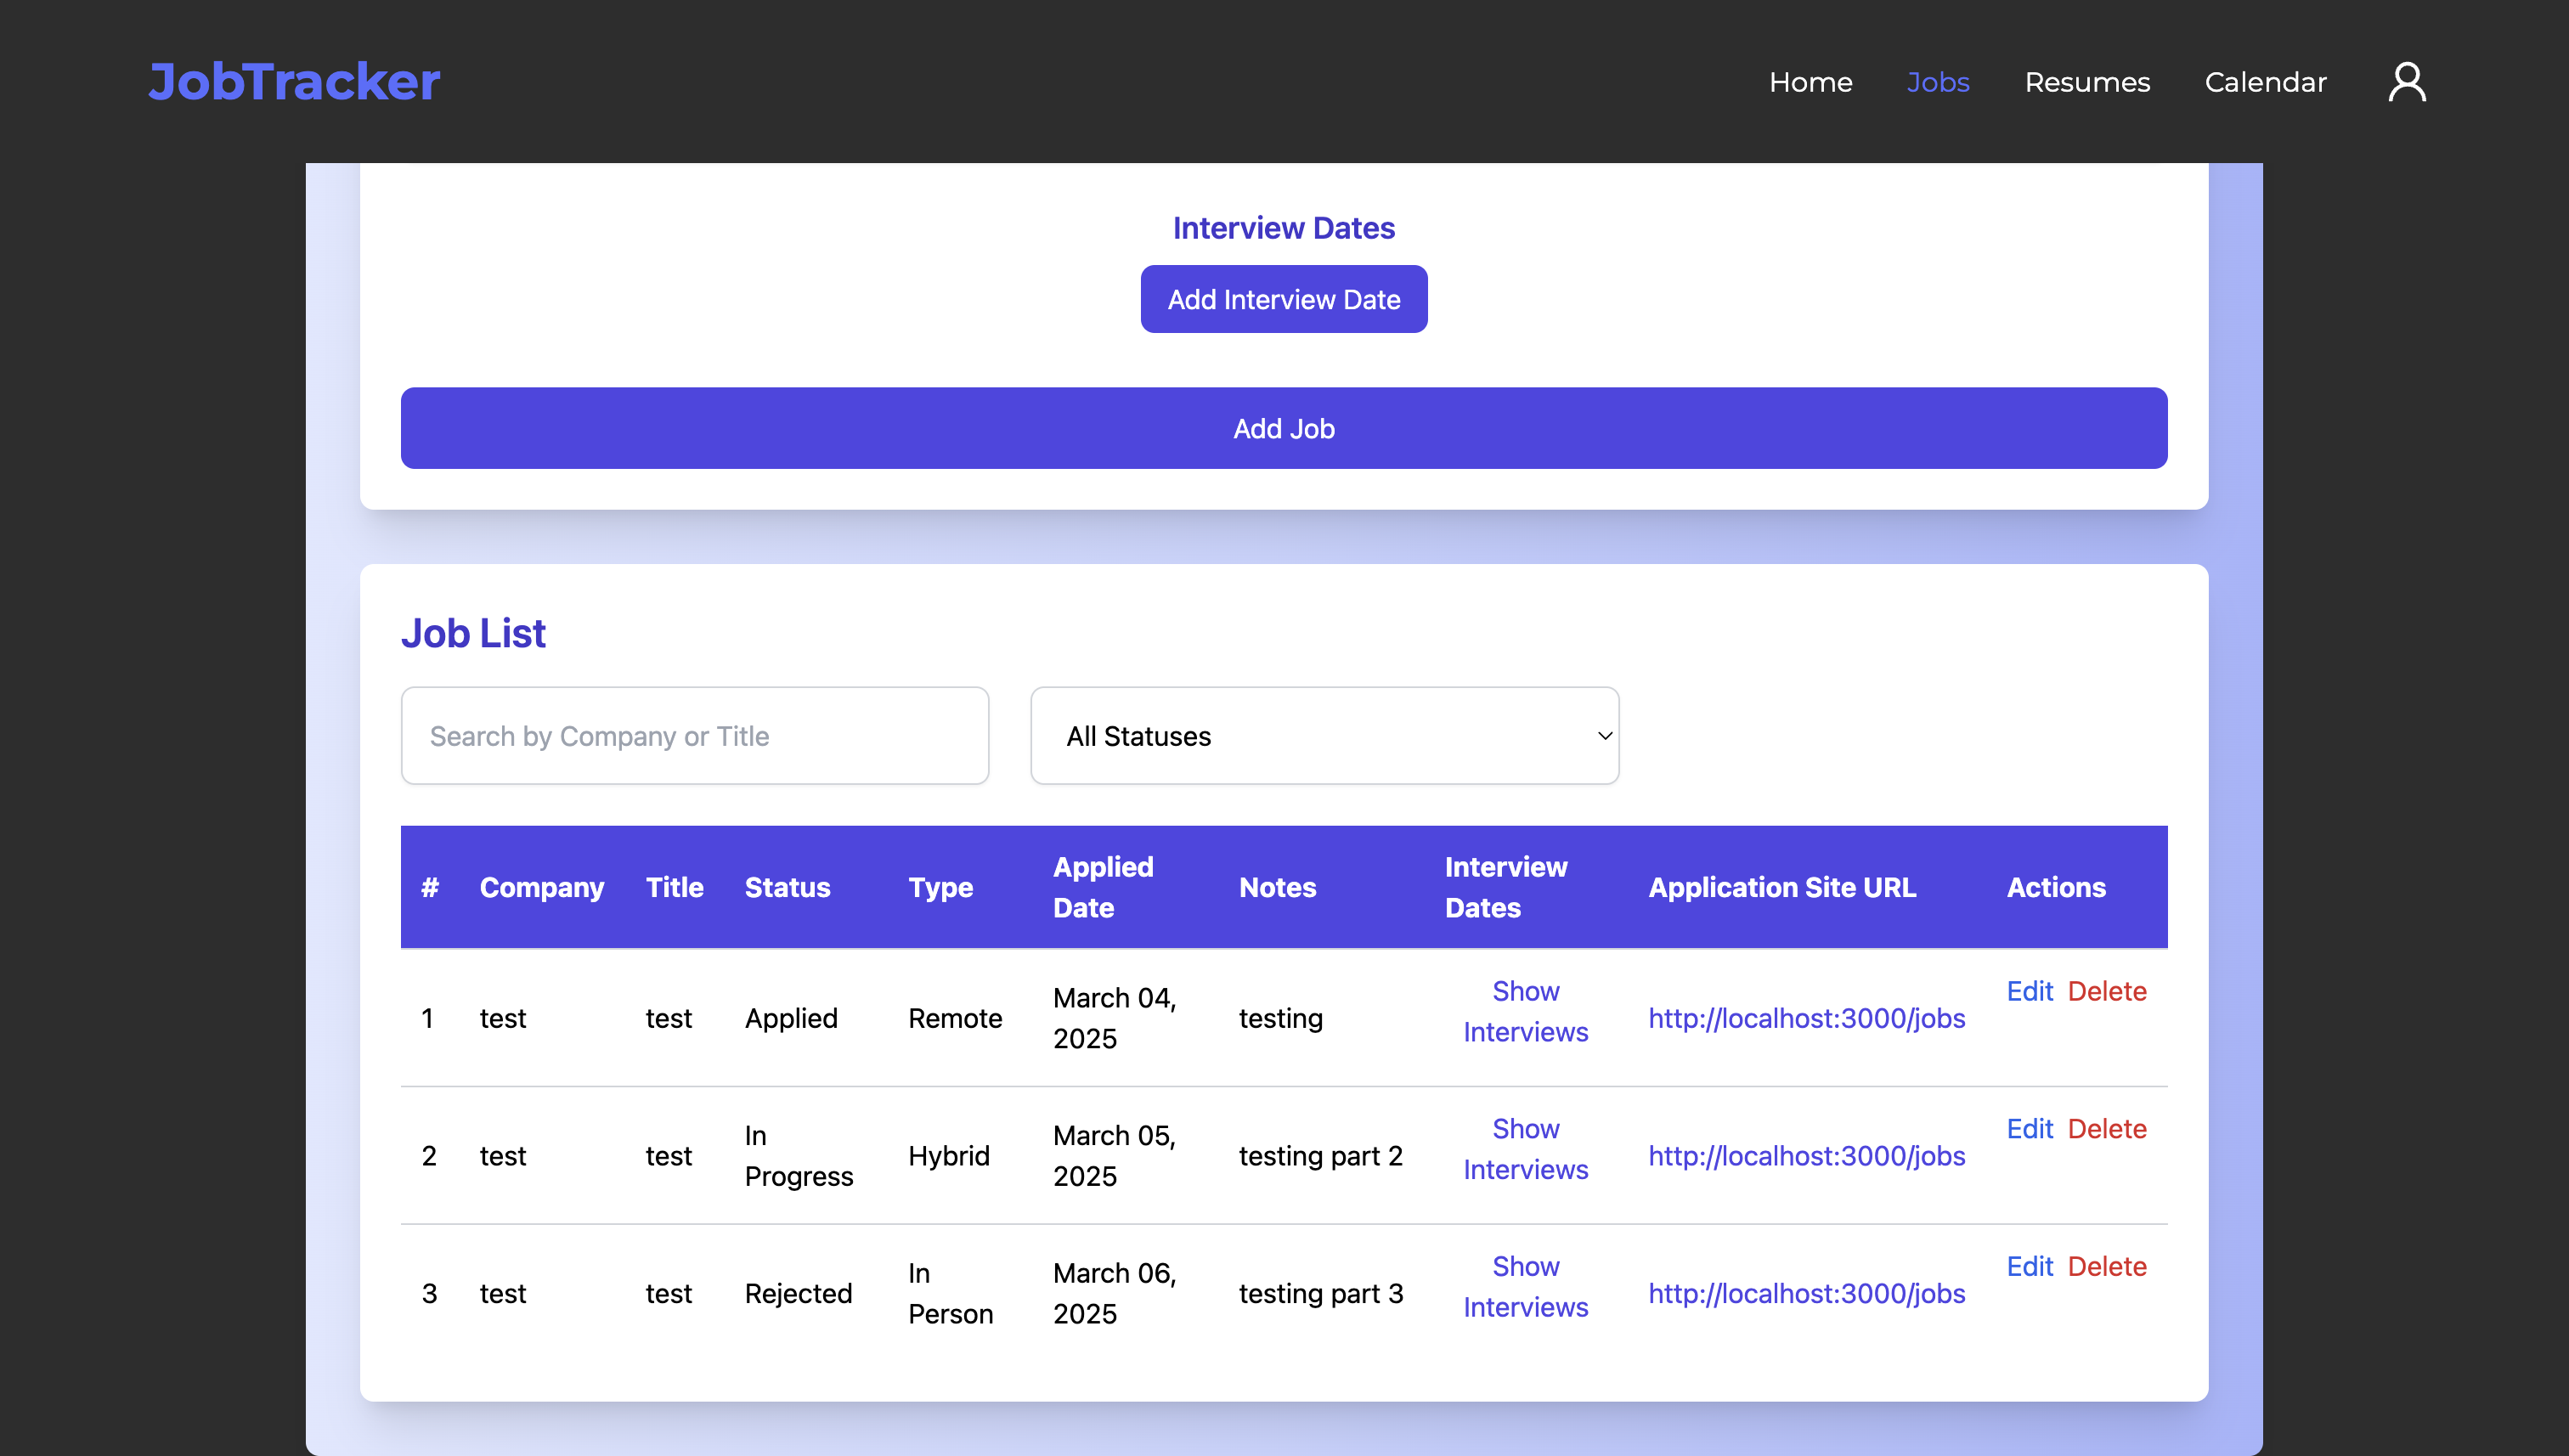 JobTracker
Home Jobs Resumes Calendar
Interview Dates
Add Interview Date
Add Job
Job List
Search by Company or Title
All Statuses
# Company Title Status Type Applied Date Notes Interview Dates Application Site URL Actions
1 test test Applied Remote March 04, 2025 testing Show Interviews http://localhost:3000/jobs Edit Delete
2 test test In Progress Hybrid March 05, 2025 testing part 2 Show Interviews http://localhost:3000/jobs Edit Delete
3 test test Rejected In Person March 06, 2025 testing part 3 Show Interviews http://localhost:3000/jobs Edit Delete